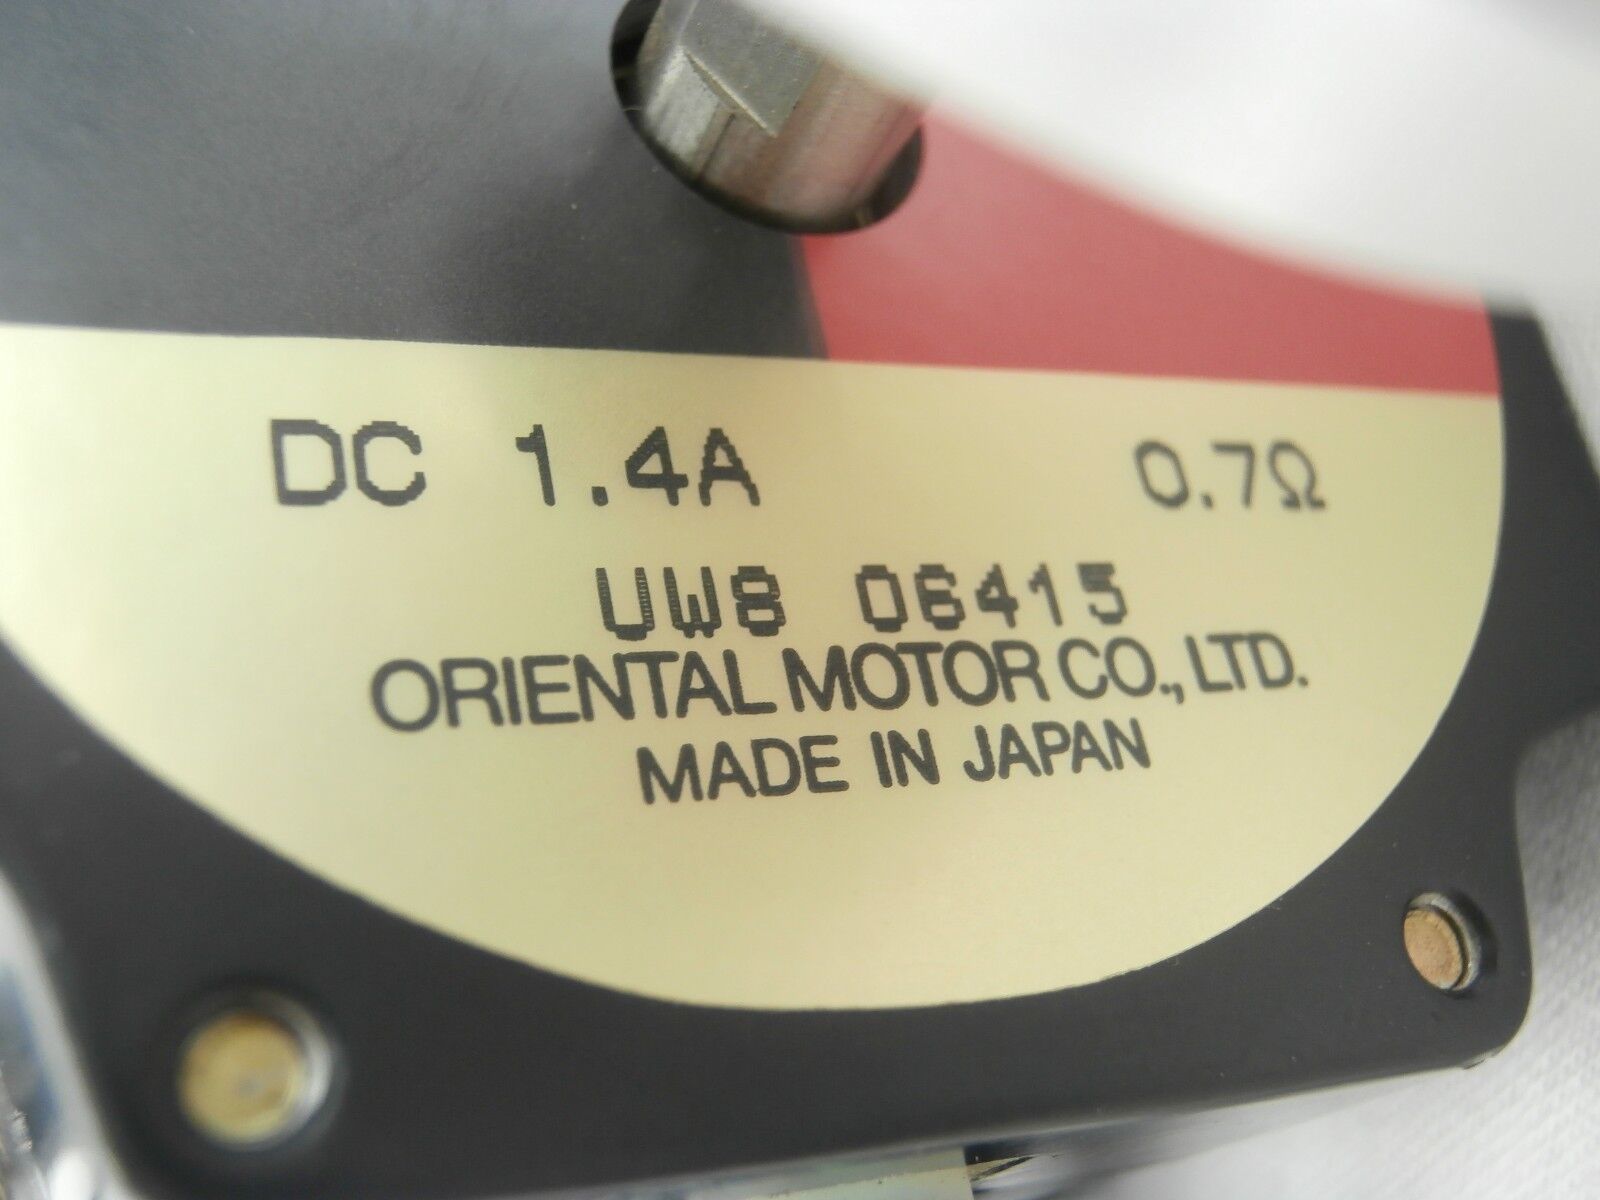 DC 1.4A 0.7Ω
UW8 06415
ORIENTAL MOTOR CO., LTD.
MADE IN JAPAN